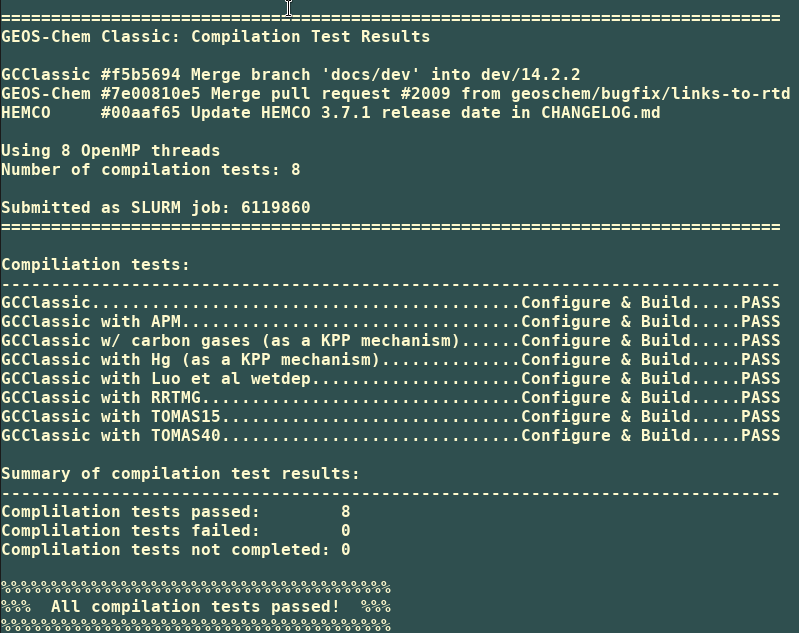 ==============================================================================
GEOS-Chem Classic: Compilation Test Results
GCClassic #f5b5694 Merge branch 'docs/dev' into dev/14.2.2
GEOS-Chem #7e00810e5 Merge pull request #2009 from geoschem/bugfix/links-to-rtd
HEMCO     #00aaf65 Update HEMCO 3.7.1 release date in CHANGELOG.md
Using 8 OpenMP threads
Number of compilation tests: 8
Submitted as SLURM job: 6119860
==============================================================================
Compiliation tests:
------------------------------------------------------------------------------
GCClassic...........................................Configure & Build.....PASS
GCClassic with APM..................................Configure & Build.....PASS
GCClassic w/ carbon gases (as a KPP mechanism)......Configure & Build.....PASS
GCClassic with Hg (as a KPP mechanism)..............Configure & Build.....PASS
GCClassic with Luo et al wetdep.....................Configure & Build.....PASS
GCClassic with RRTMG................................Configure & Build.....PASS
GCClassic with TOMAS15..............................Configure & Build.....PASS
GCClassic with TOMAS40..............................Configure & Build.....PASS
Summary of compilation test results:
------------------------------------------------------------------------------
Complilation tests passed:        8
Complilation tests failed:        0
Complilation tests not completed: 0
%%%%%%%%%%%%%%%%%%%%%%%%%%%%%%%%%%%%%%%
%%%  All compilation tests passed!  %%%
%%%%%%%%%%%%%%%%%%%%%%%%%%%%%%%%%%%%%%%